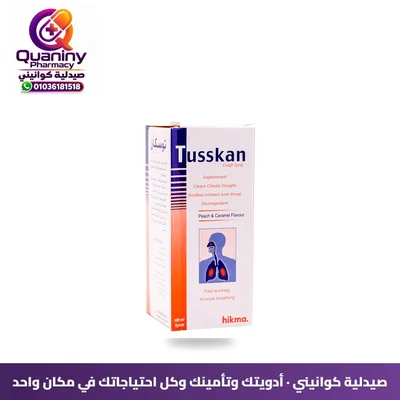 Quaniny
Pharmacy
صيدلية كوانيني
01036181518
توسكان
Tusskan
Cough Syrup
Expectorant
Clears Chesty Coughs
Soothes irritated sore throat
Decongestant
Peach & Caramel Flavour
Fast working
to ease breathing
100 ml
Syrup
hikma.
صيدلية كوانيني · أدويتك وتأمينك وكل احتياجاتك في مكان واحد